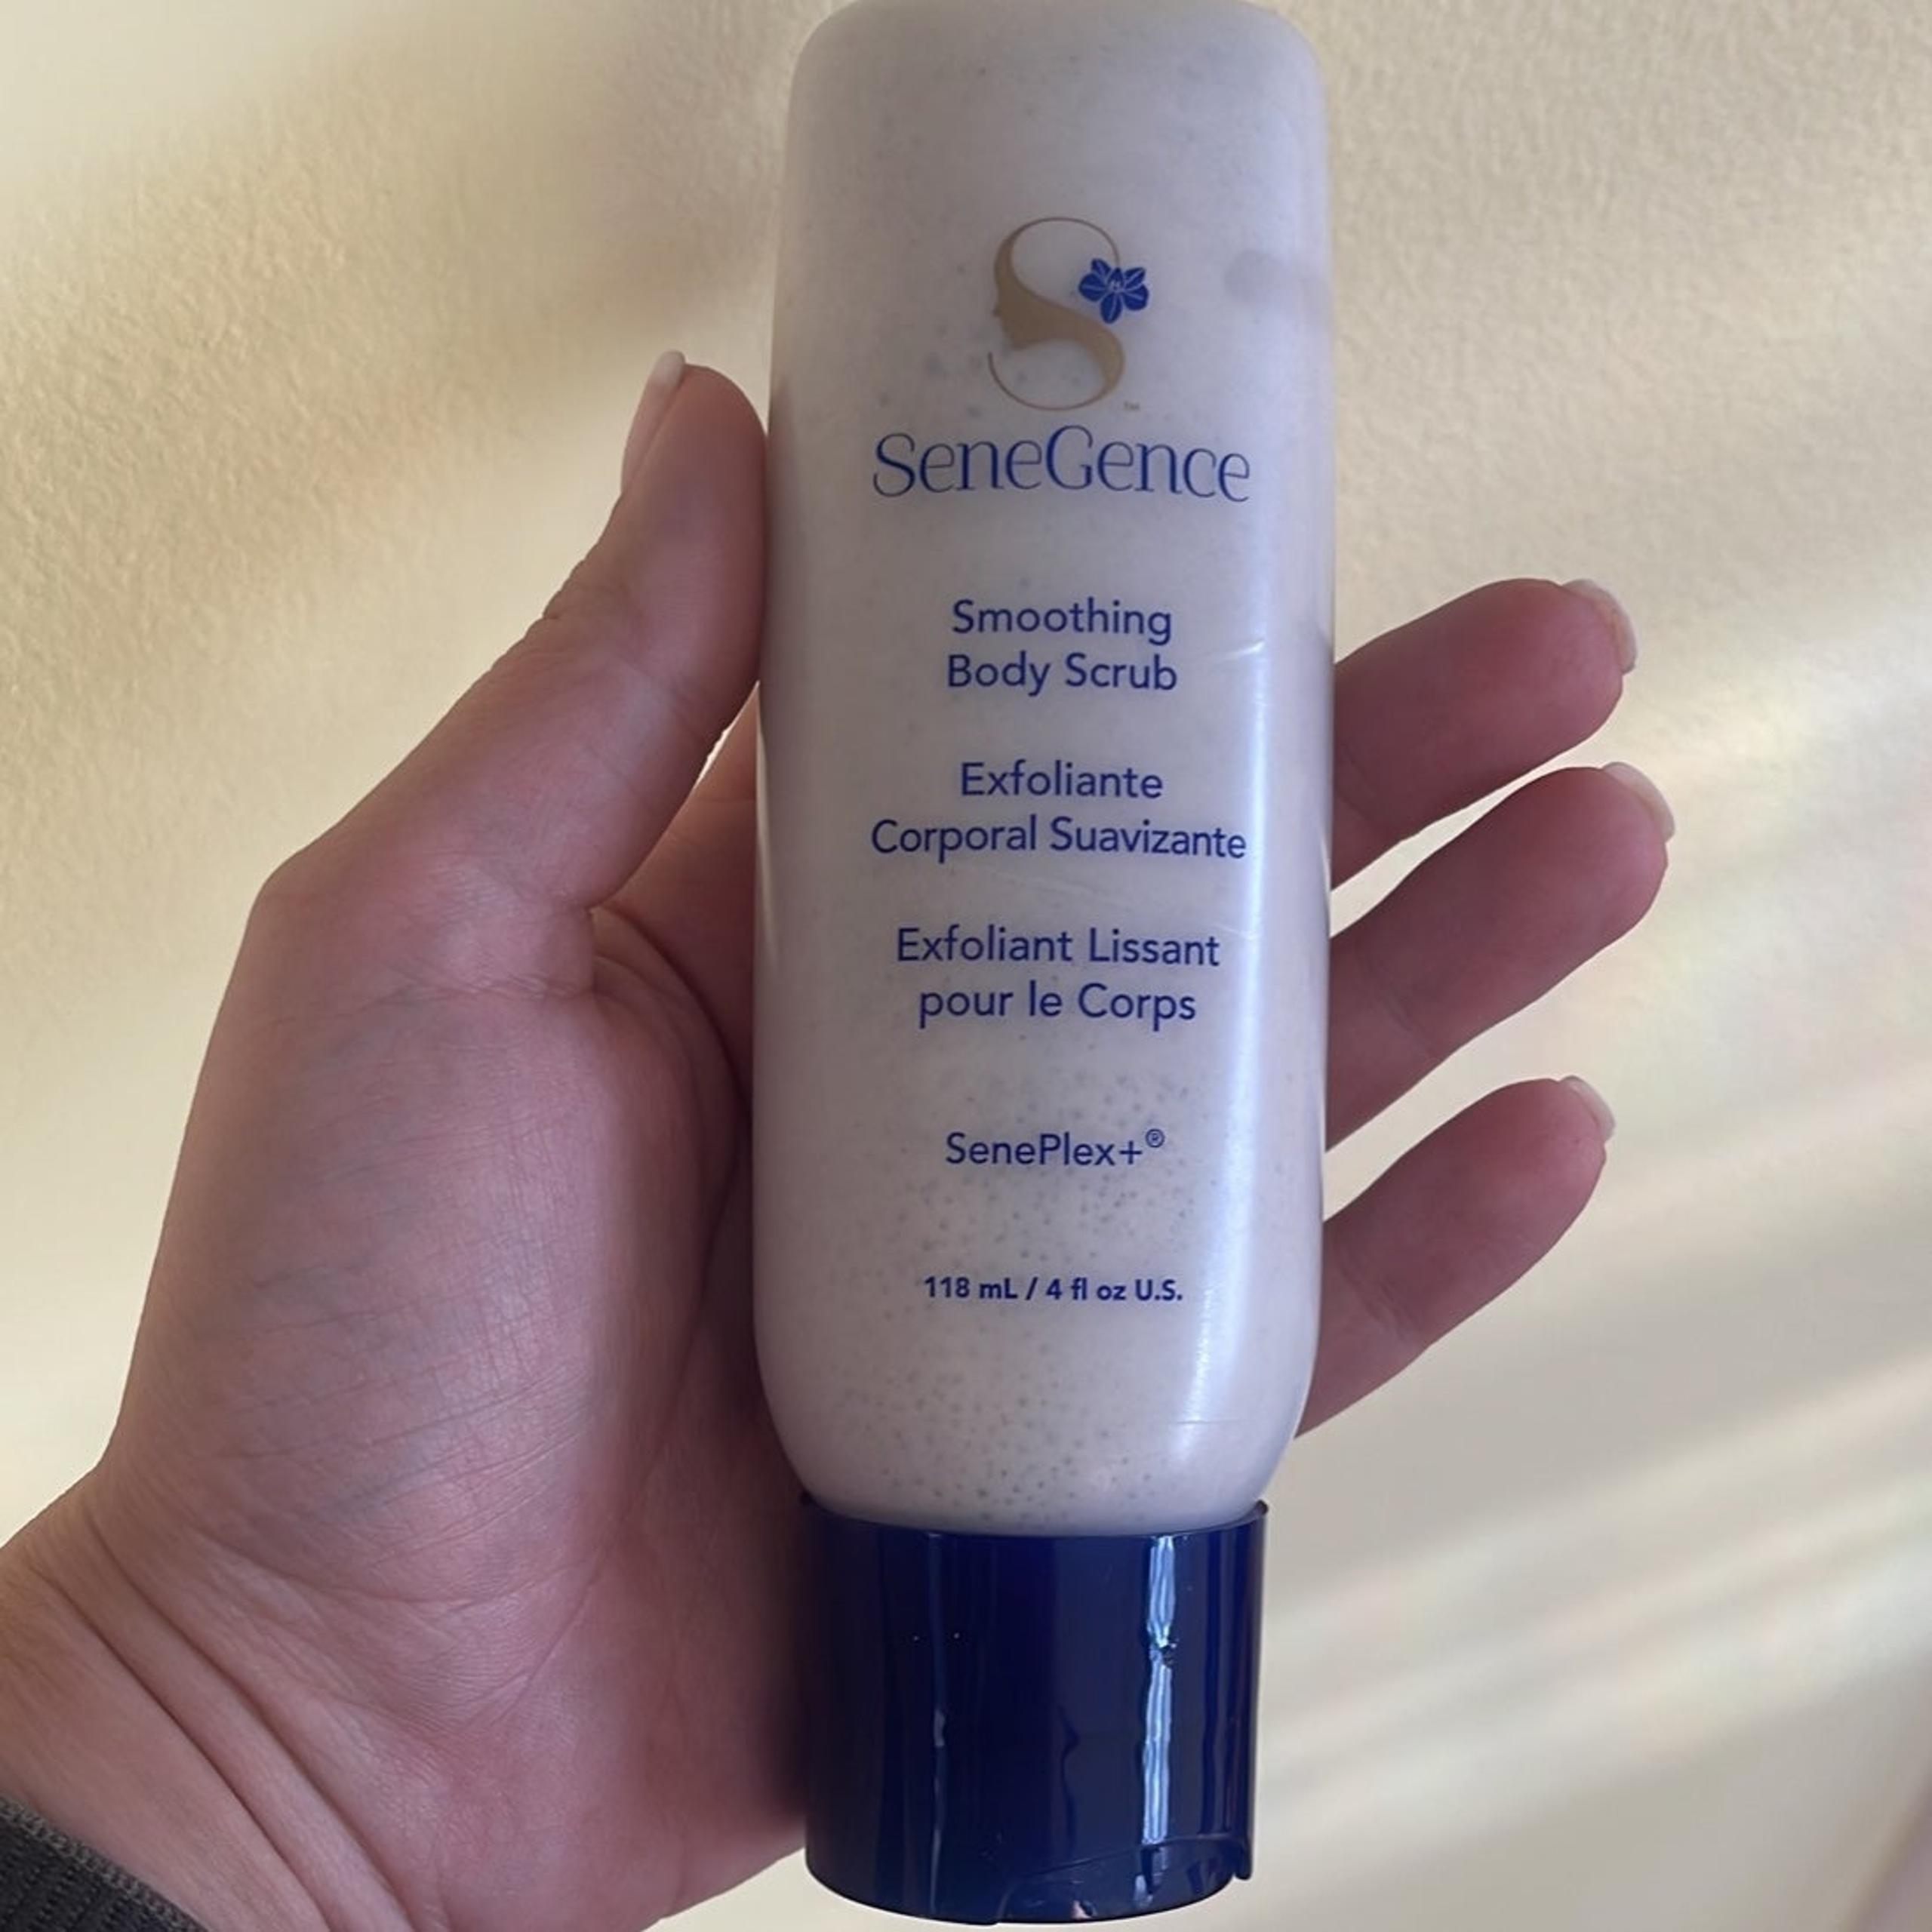 SeneGence
Smoothing
Body Scrub
Exfoliante
Corporal Suavizante
Exfoliant Lissant
pour le Corps
SenePlex+®
118 mL / 4 fl oz U.S.